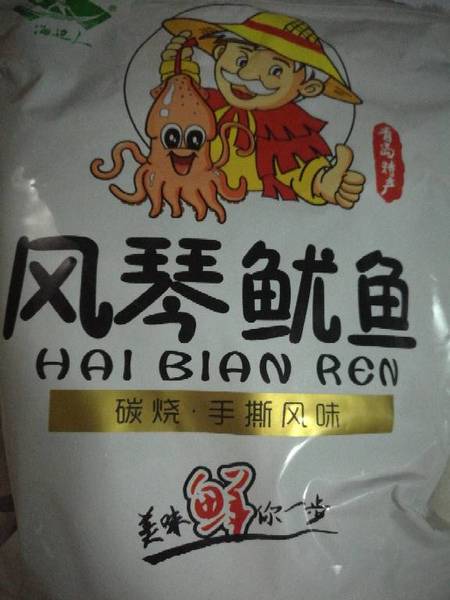 海边人
青岛特产
风琴鱿鱼
HAI BIAN REN
碳烧·手撕风味
美味鲜你一步